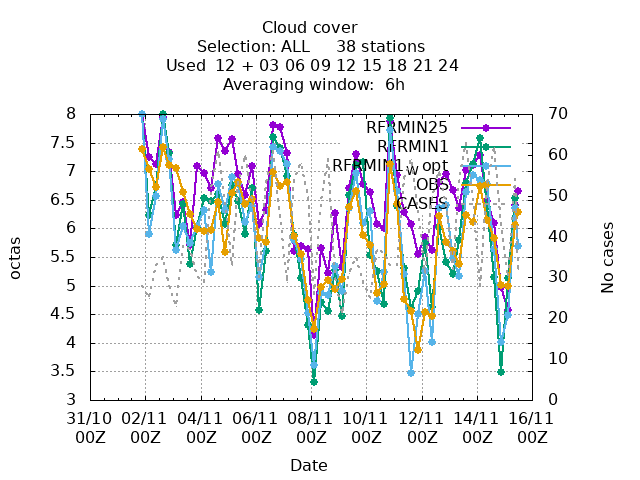 Cloud cover
Selection: ALL 38 stations
Used 12 + 03 06 09 12 15 18 21 24
Averaging window: 6h
8
7.5
7
6.5
6
5.5
5
4.5
4
3.5
3
octas
70
60
50
40
30
20
10
0
No cases
RFRMIN25
RFRMIN1
RFRMIN1_W opt
OBS
CASES
31/10 02/11 04/11 06/11 08/11 10/11 12/11 14/11 16/11
00Z 00Z 00Z 00Z 00Z 00Z 00Z 00Z 00Z
Date